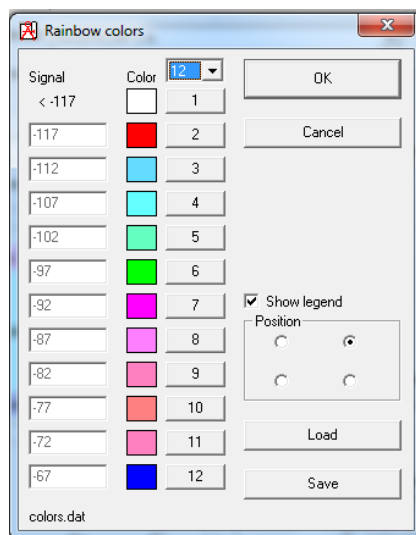 Rainbow colors
Signal Color 12
< -117 1
-117 2
-112 3
-107 4
-102 5
-97 6
-92 7
-87 8
-82 9
-77 10
-72 11
-67 12
OK
Cancel
Show legend
Position
Load
Save
colors.dat